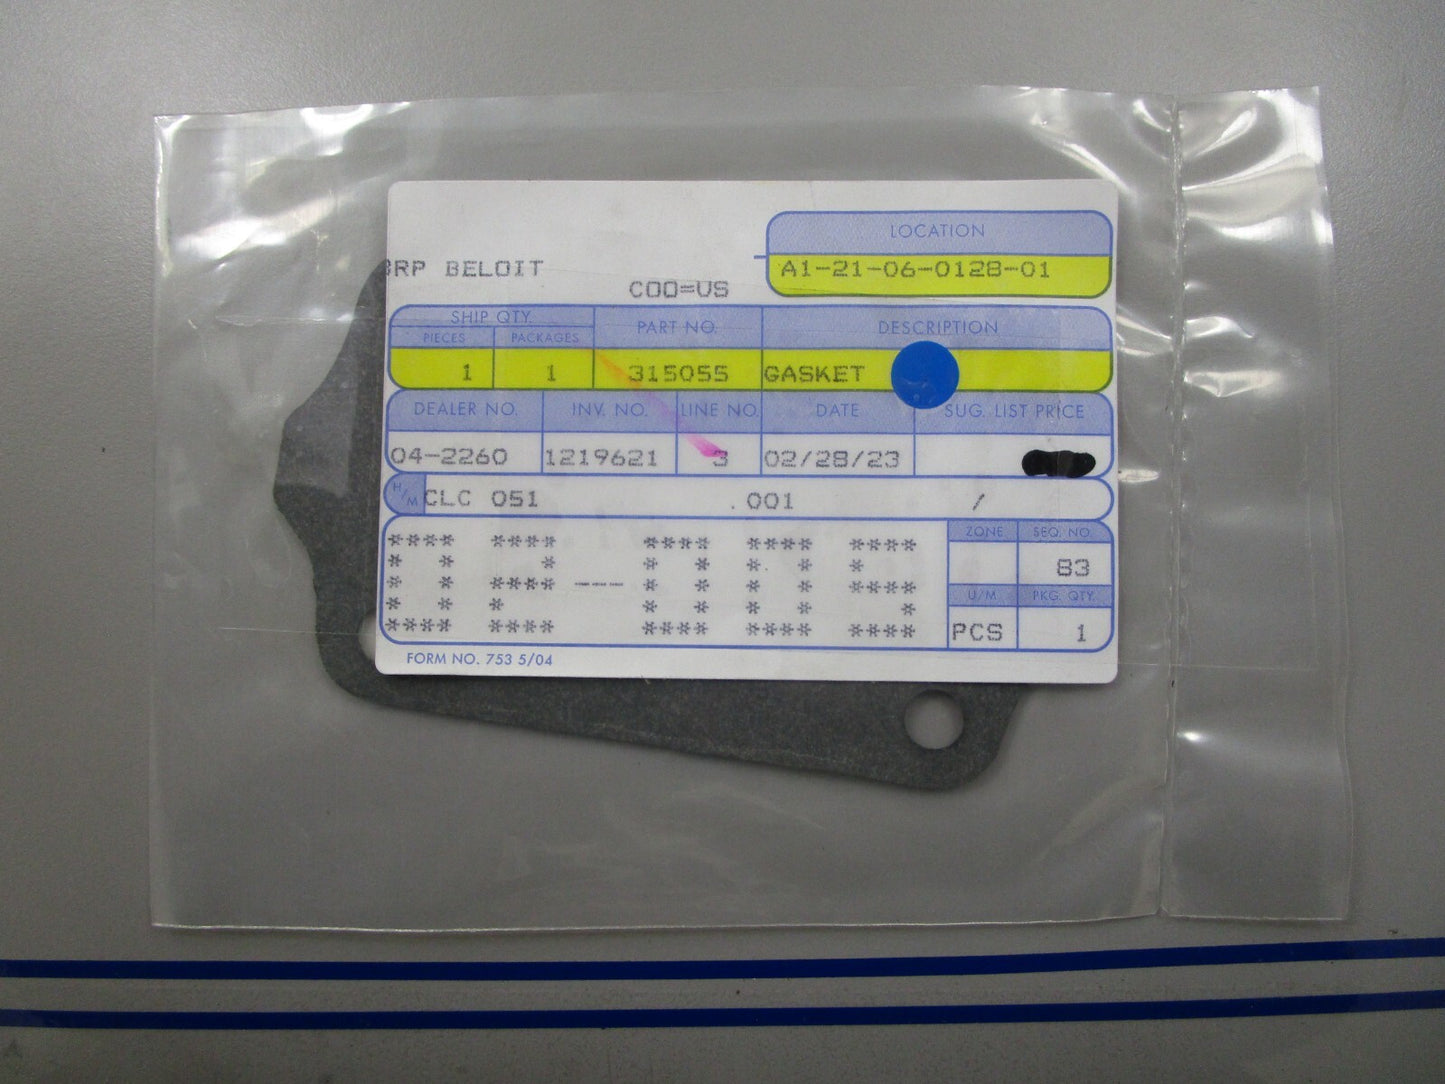 BRP BELOIT
COO=US
LOCATION
A1-21-06-0128-01
SHIP QTY. PART NO. DESCRIPTION
PIECES PACKAGES
1 1 315055 GASKET
DEALER NO. INV. NO. LINE NO. DATE SUG. LIST PRICE
04-2260 1219621 3 02/28/23
H/M CLC 051 .001 /
**** **** **** **** ****
* * * * * * * *
* * **** --- * * * * ****
* * * * * * * *
**** **** **** **** ****
ZONE SEQ. NO.
83
U/M PKG. QTY.
PCS 1
FORM NO. 753 5/04